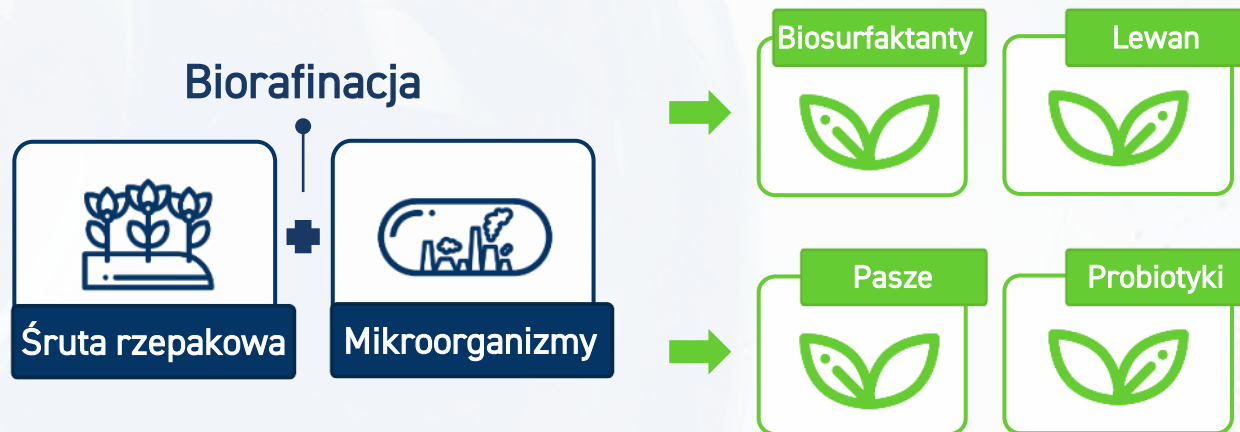 Biorafinacja
Śruta rzepakowa
Mikroorganizmy
Biosurfaktanty
Lewan
Pasze
Probiotyki